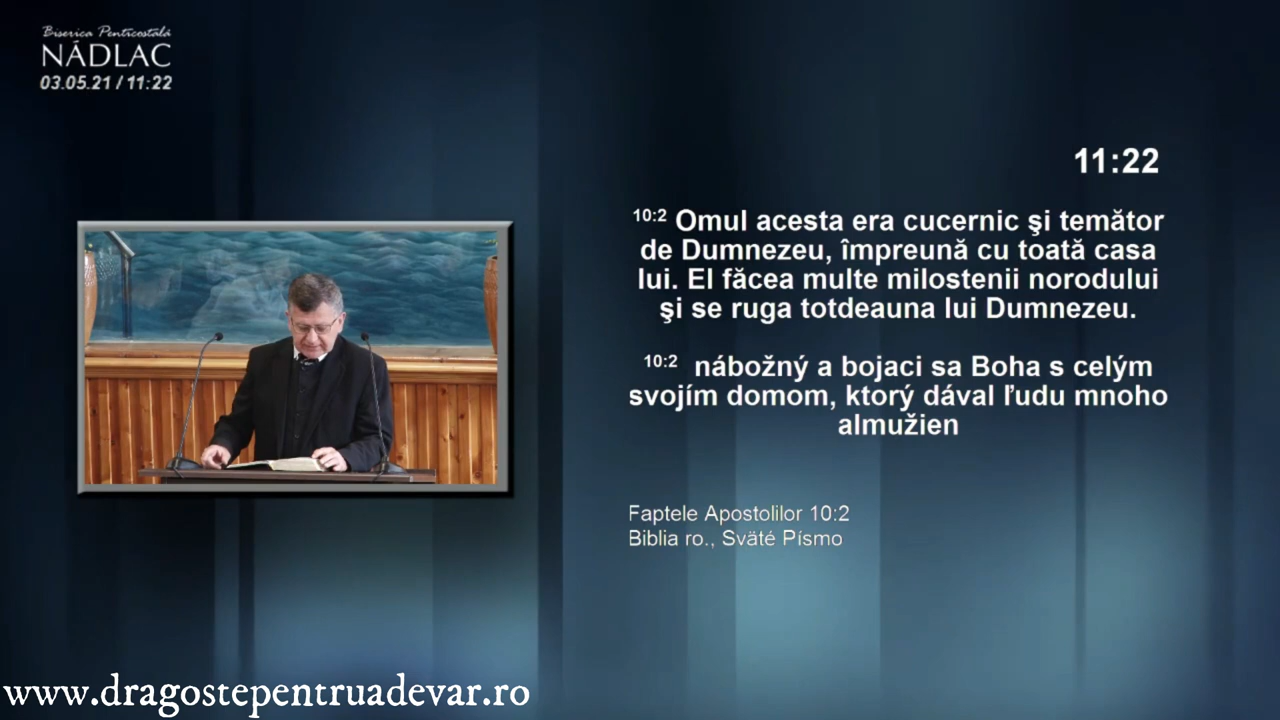 Biserica Penticostală
NĂDLAC
03.05.21 / 11:22
11:22
10:2 Omul acesta era cucernic şi temător
de Dumnezeu, împreună cu toată casa
lui. El făcea multe milostenii norodului
şi se ruga totdeauna lui Dumnezeu.
10:2 nábožný a bojaci sa Boha s celým
svojím domom, ktorý dával ľudu mnoho
almužien
Faptele Apostolilor 10:2
Biblia ro., Sväté Písmo
www.dragostepentruadevar.ro